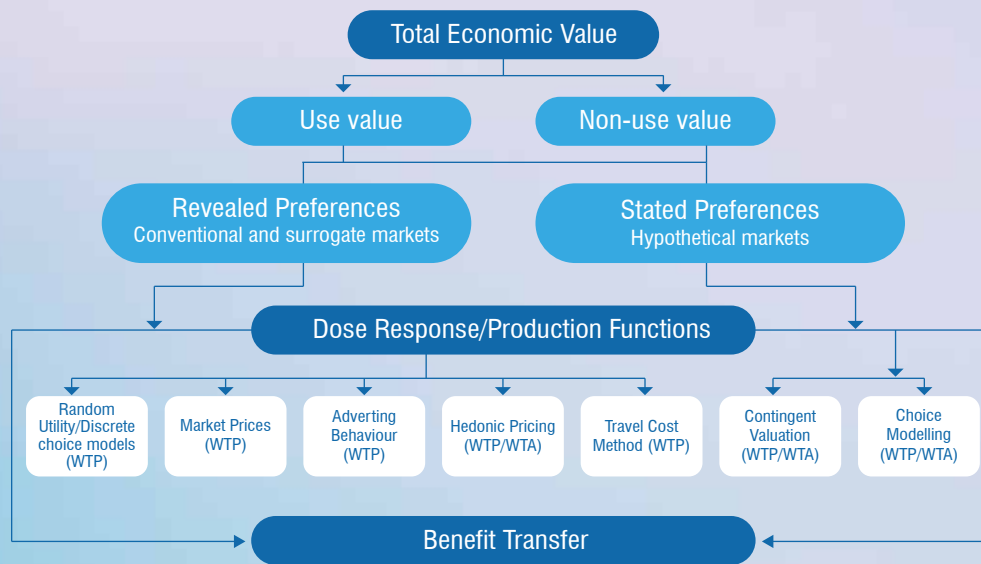 Total Economic Value
Use value
Non-use value
Revealed Preferences
Conventional and surrogate markets
Stated Preferences
Hypothetical markets
Dose Response/Production Functions
Random
Utility/Discrete
choice models
(WTP)
Market Prices
(WTP)
Adverting
Behaviour
(WTP)
Hedonic Pricing
(WTP/WTA)
Travel Cost
Method (WTP)
Contingent
Valuation
(WTP/WTA)
Choice
Modelling
(WTP/WTA)
Benefit Transfer